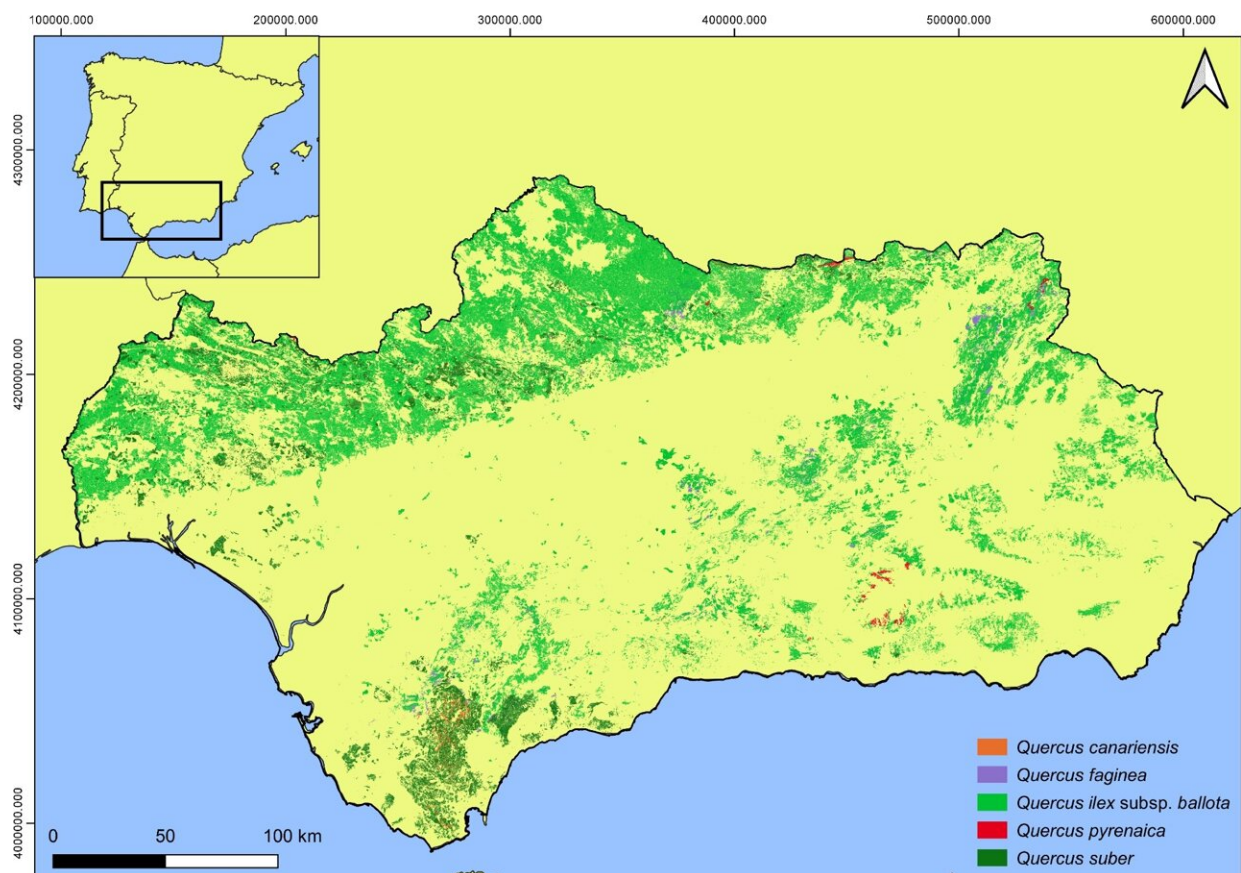 100000.000 200000.000 300000.000 400000.000 500000.000 600000.000
4300000.000
4200000.000
4100000.000
4000000.000
Quercus canariensis
Quercus faginea
Quercus ilex subsp. ballota
Quercus pyrenaica
Quercus suber
0 50 100 km